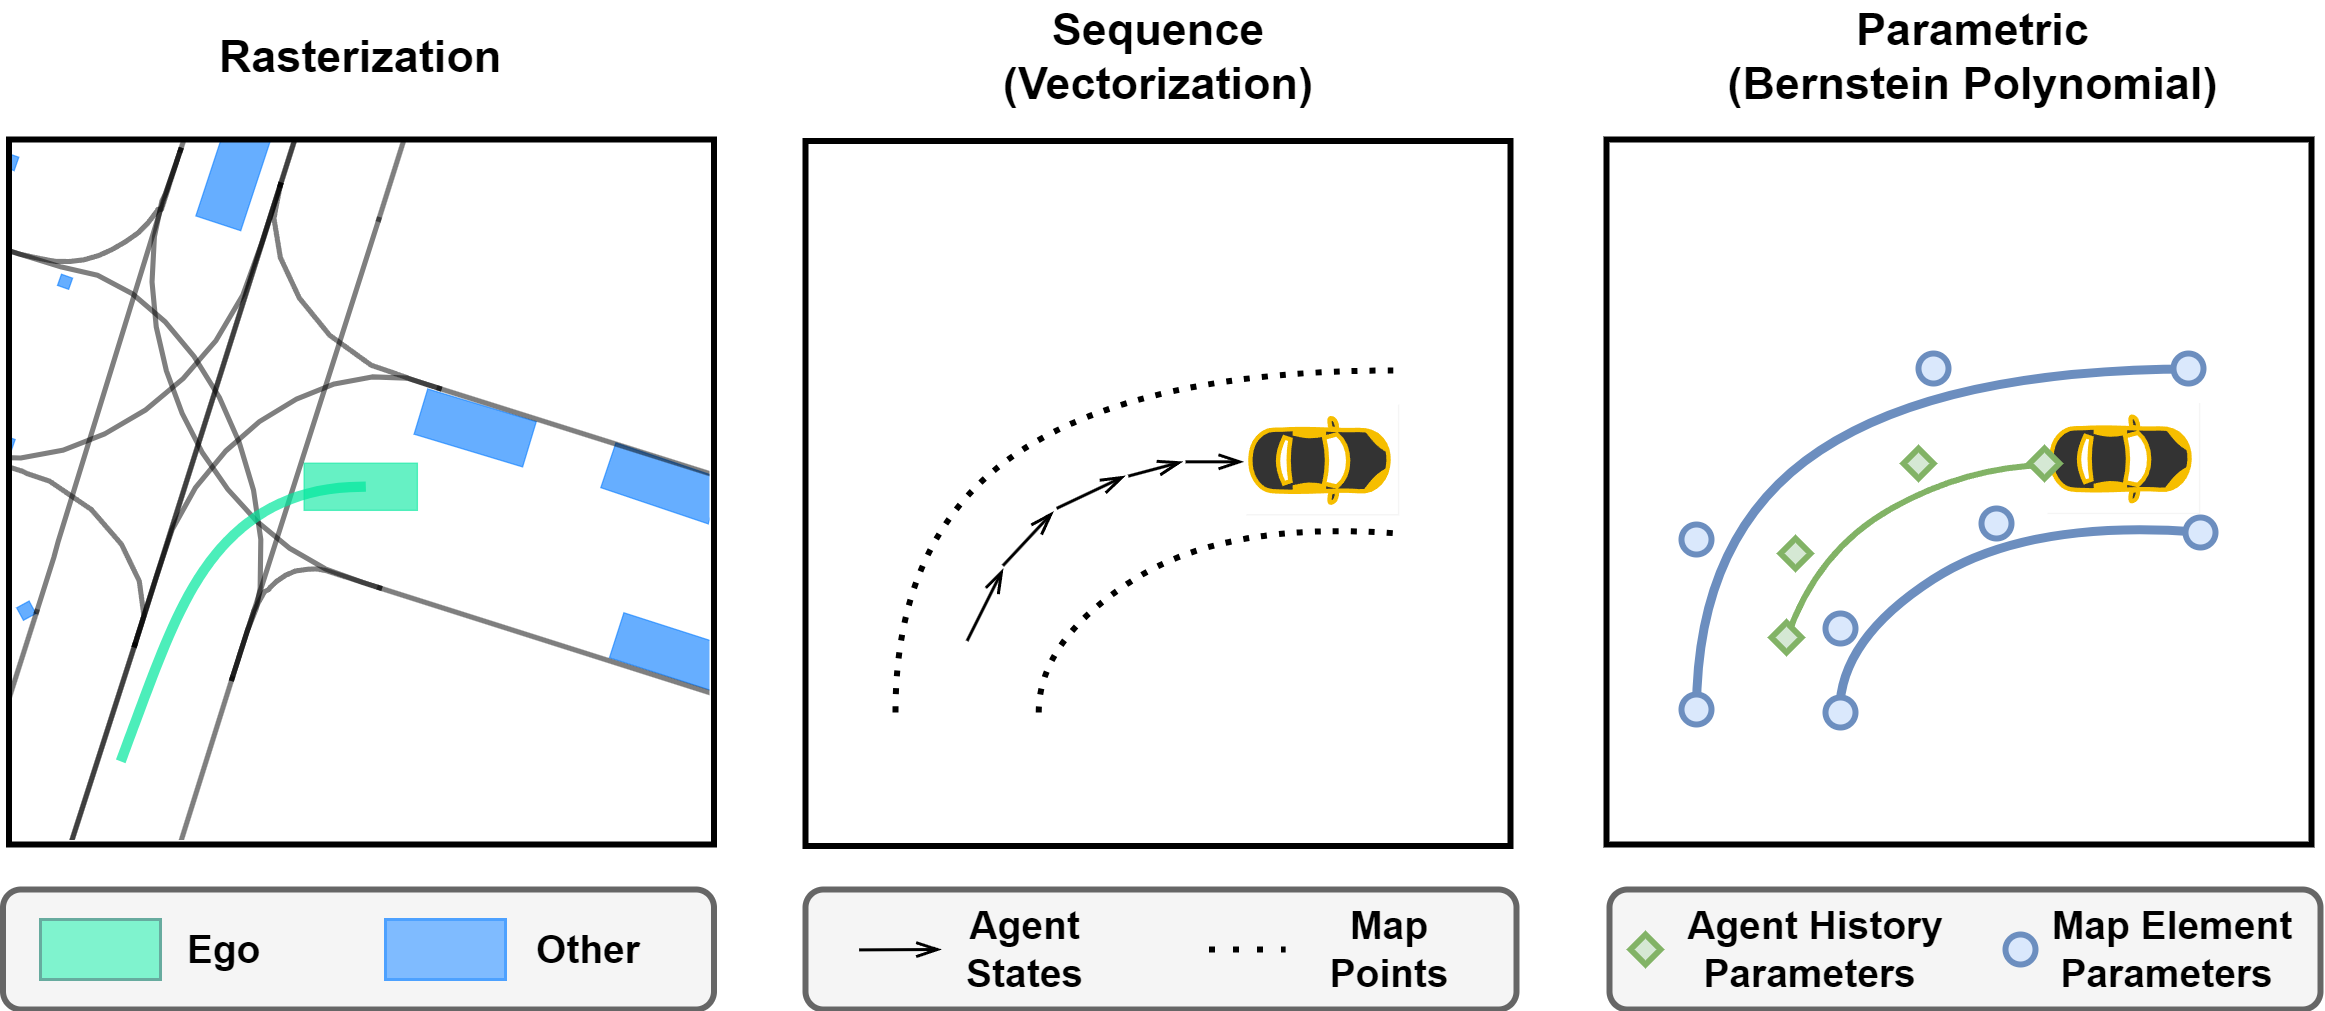 Rasterization
Sequence
(Vectorization)
Parametric
(Bernstein Polynomial)
Ego
Other
Agent
States
Map
Points
Agent History
Parameters
Map Element
Parameters